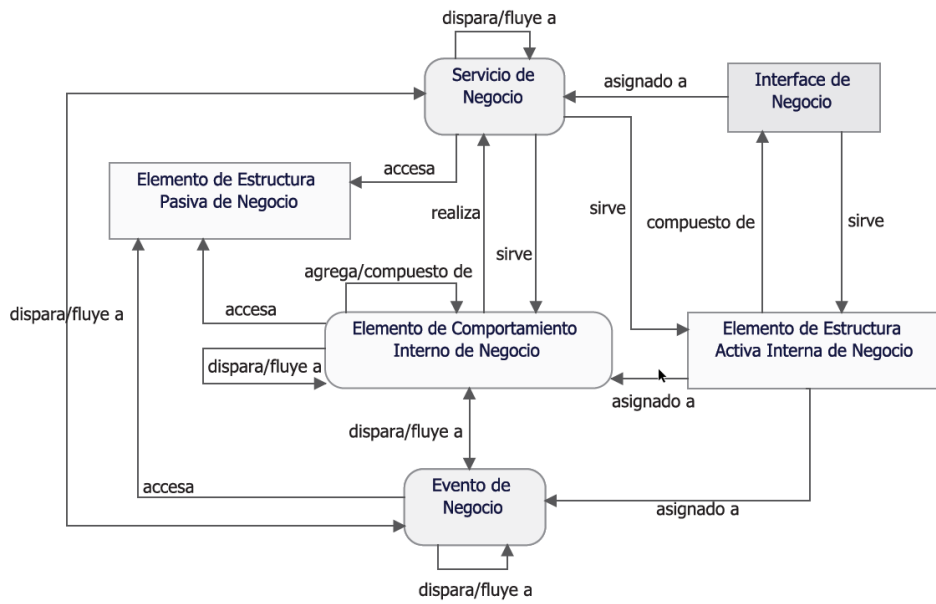 dispara/fluye a
Servicio de
Negocio
asignado a
Interface de
Negocio
accesa
Elemento de Estructura
Pasiva de Negocio
realiza
sirve
sirve
compuesto de
sirve
agrega/compuesto de
dispara/fluye a
accesa
Elemento de Comportamiento
Interno de Negocio
Elemento de Estructura
Activa Interna de Negocio
dispara/fluye a
asignado a
dispara/fluye a
accesa
Evento de
Negocio
asignado a
dispara/fluye a